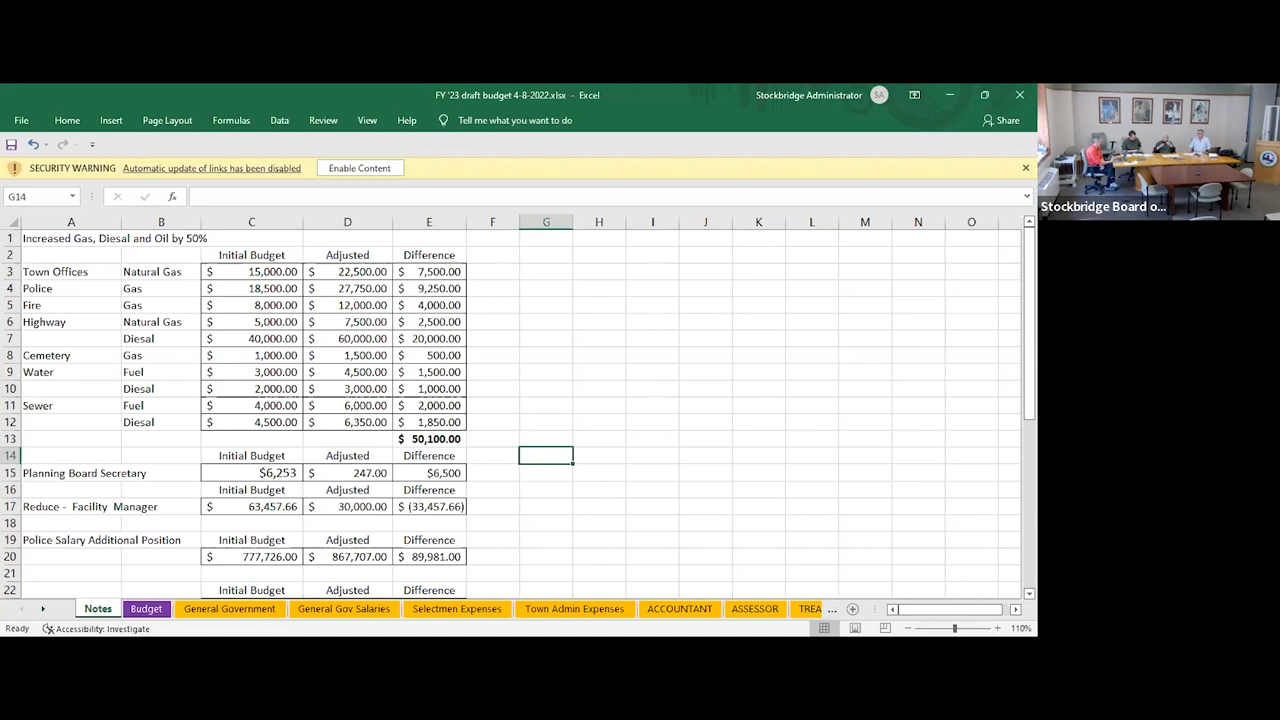 FY '23 draft budget 4-8-2022.xlsx - Excel
Stockbridge Administrator SA
File Home Insert Page Layout Formulas Data Review View Help Tell me what you want to do Share
SECURITY WARNING Automatic update of links has been disabled Enable Content
G14 fx
Stockbridge Board o...
A B C D E F G H I J K L M N O
1 Increased Gas, Diesal and Oil by 50%
2 Initial Budget Adjusted Difference
3 Town Offices Natural Gas $ 15,000.00 $ 22,500.00 $ 7,500.00
4 Police Gas $ 18,500.00 $ 27,750.00 $ 9,250.00
5 Fire Gas $ 8,000.00 $ 12,000.00 $ 4,000.00
6 Highway Natural Gas $ 5,000.00 $ 7,500.00 $ 2,500.00
7 Diesal $ 40,000.00 $ 60,000.00 $ 20,000.00
8 Cemetery Gas $ 1,000.00 $ 1,500.00 $ 500.00
9 Water Fuel $ 3,000.00 $ 4,500.00 $ 1,500.00
10 Diesal $ 2,000.00 $ 3,000.00 $ 1,000.00
11 Sewer Fuel $ 4,000.00 $ 6,000.00 $ 2,000.00
12 Diesal $ 4,500.00 $ 6,350.00 $ 1,850.00
13 $ 50,100.00
14 Initial Budget Adjusted Difference
15 Planning Board Secretary $6,253 $ 247.00 $6,500
16 Initial Budget Adjusted Difference
17 Reduce - Facility Manager $ 63,457.66 $ 30,000.00 $ (33,457.66)
18
19 Police Salary Additional Position Initial Budget Adjusted Difference
20 $ 777,726.00 $ 867,707.00 $ 89,981.00
21
22 Initial Budget Adjusted Difference
Notes Budget General Government General Gov Salaries Selectmen Expenses Town Admin Expenses ACCOUNTANT ASSESSOR TREA ...
Ready Accessibility: Investigate 110%